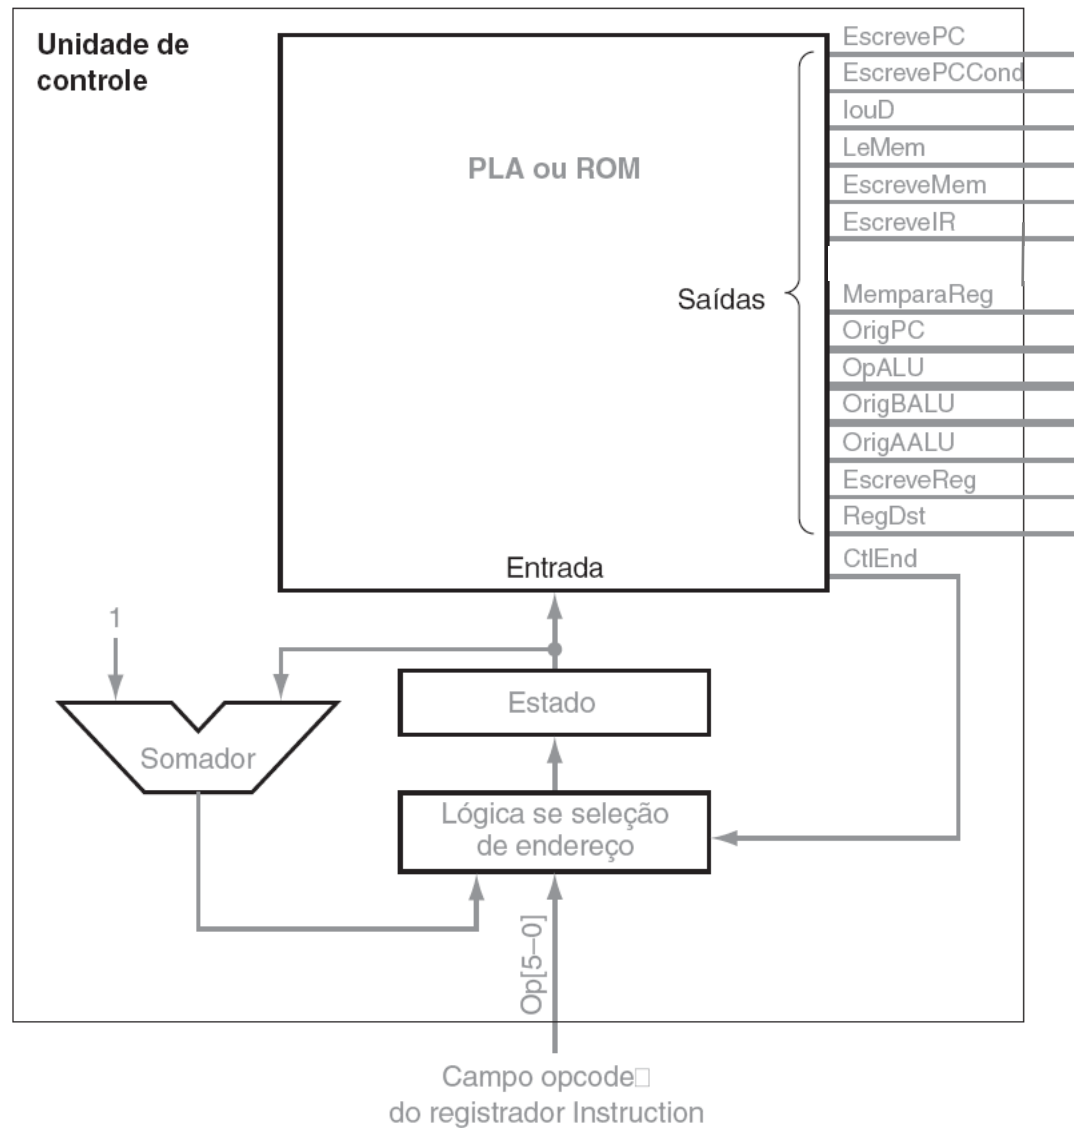 Unidade de
controle
PLA ou ROM
Saídas
Entrada
EscrevePC
EscrevePCCond
IouD
LeMem
EscreveMem
EscreveIR
MemparaReg
OrigPC
OpALU
OrigBALU
OrigAALU
EscreveReg
RegDst
CtlEnd
1
Somador
Estado
Lógica se seleção
de endereço
Op[5–0]
Campo opcode□
do registrador Instruction